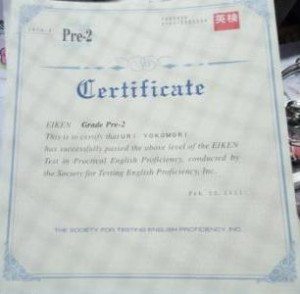 Pre-2
英検
Certificate
EIKEN Grade Pre-2
This is to certify that YOKOMORI
has successfully passed the above level of the EIKEN
Test in Practical English Proficiency, conducted by
the Society for Testing English Proficiency, Inc.
THE SOCIETY FOR TESTING ENGLISH PROFICIENCY, INC.